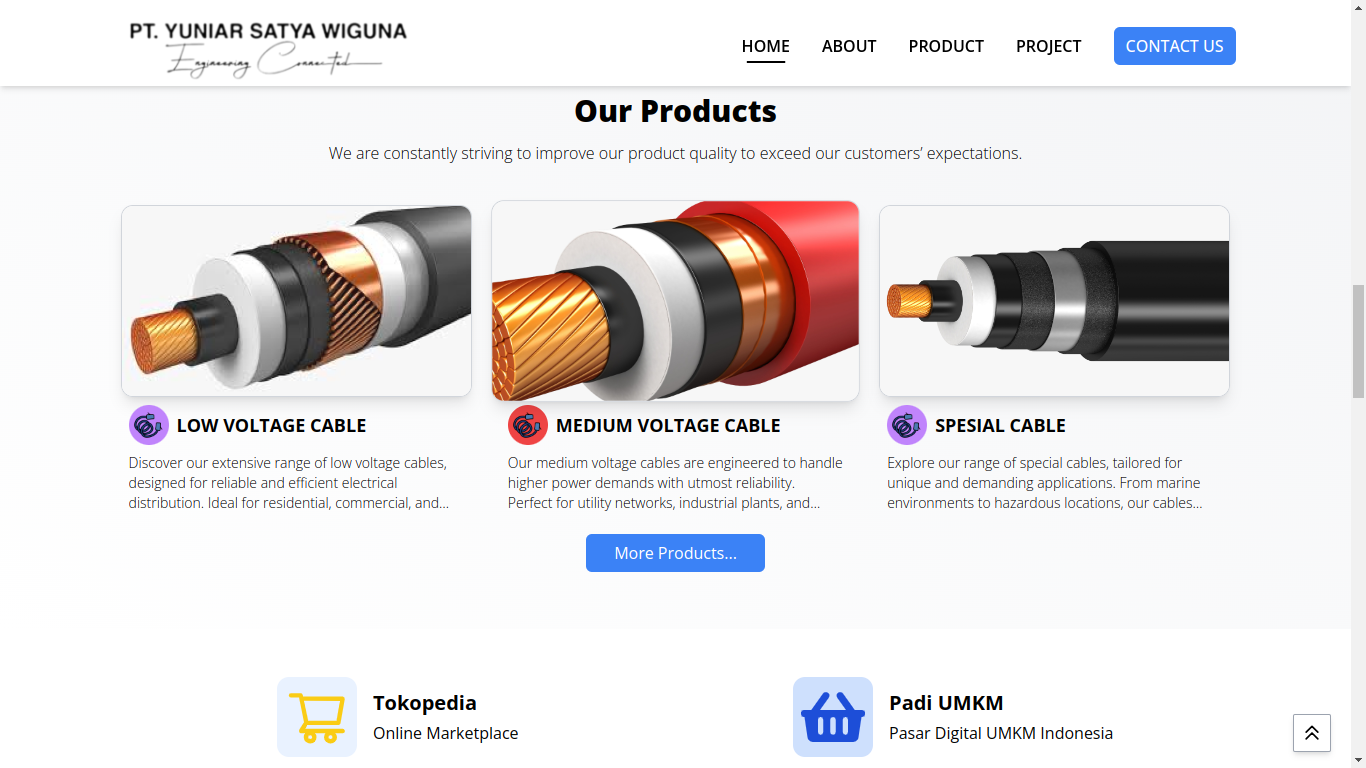 PT. YUNIAR SATYA WIGUNA
Engineering Connected
HOME
ABOUT
PRODUCT
PROJECT
CONTACT US
Our Products
We are constantly striving to improve our product quality to exceed our customers’ expectations.
LOW VOLTAGE CABLE
Discover our extensive range of low voltage cables,
designed for reliable and efficient electrical
distribution. Ideal for residential, commercial, and...
MEDIUM VOLTAGE CABLE
Our medium voltage cables are engineered to handle
higher power demands with utmost reliability.
Perfect for utility networks, industrial plants, and...
SPESIAL CABLE
Explore our range of special cables, tailored for
unique and demanding applications. From marine
environments to hazardous locations, our cables...
More Products...
Tokopedia
Online Marketplace
Padi UMKM
Pasar Digital UMKM Indonesia